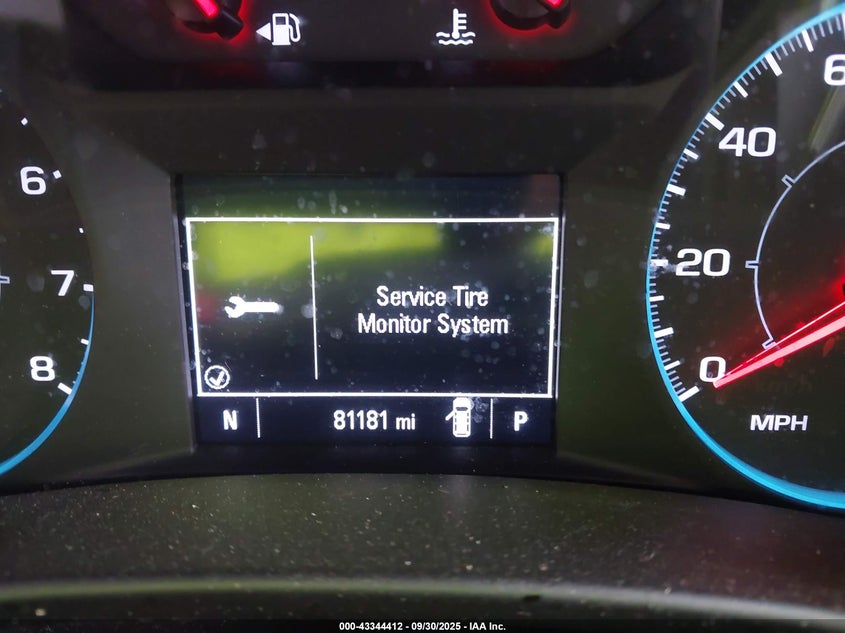 6
7
8
Service Tire
Monitor System
N 81181 mi P
6
40
20
0
MPH
000-43344412 - 09/30/2025 - IAA Inc.